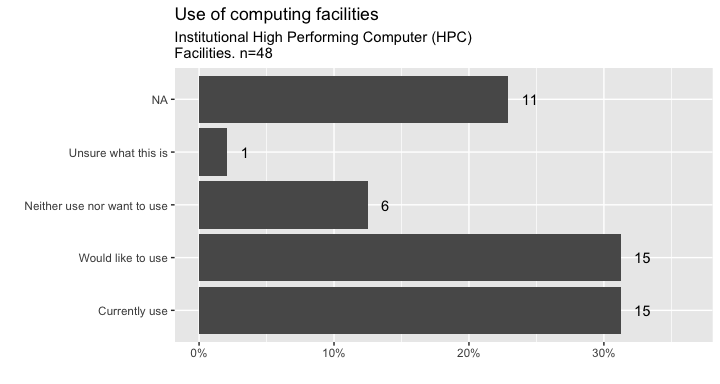 Use of computing facilities
Institutional High Performing Computer (HPC)
Facilities. n=48
NA 11
Unsure what this is 1
Neither use nor want to use 6
Would like to use 15
Currently use 15
0% 10% 20% 30%